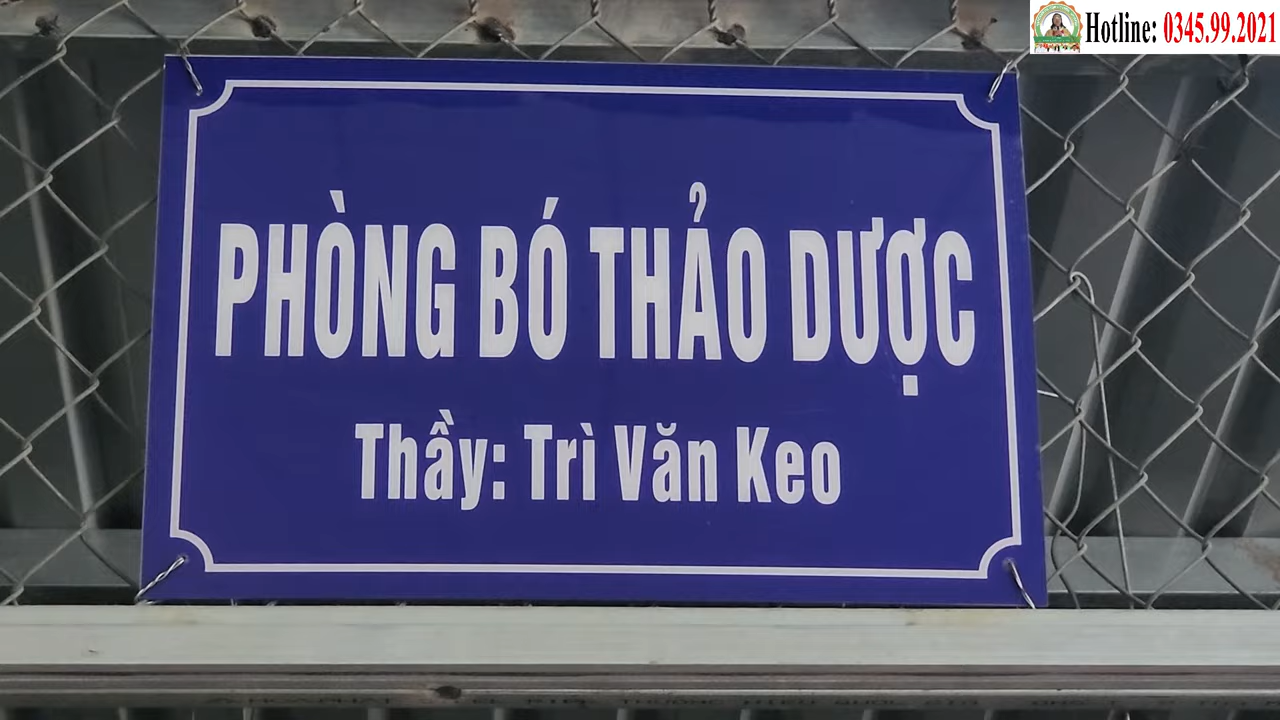 Hotline: 0345.99.2021
PHÒNG BÓ THẢO DƯỢC
Thầy: Trì Văn Keo